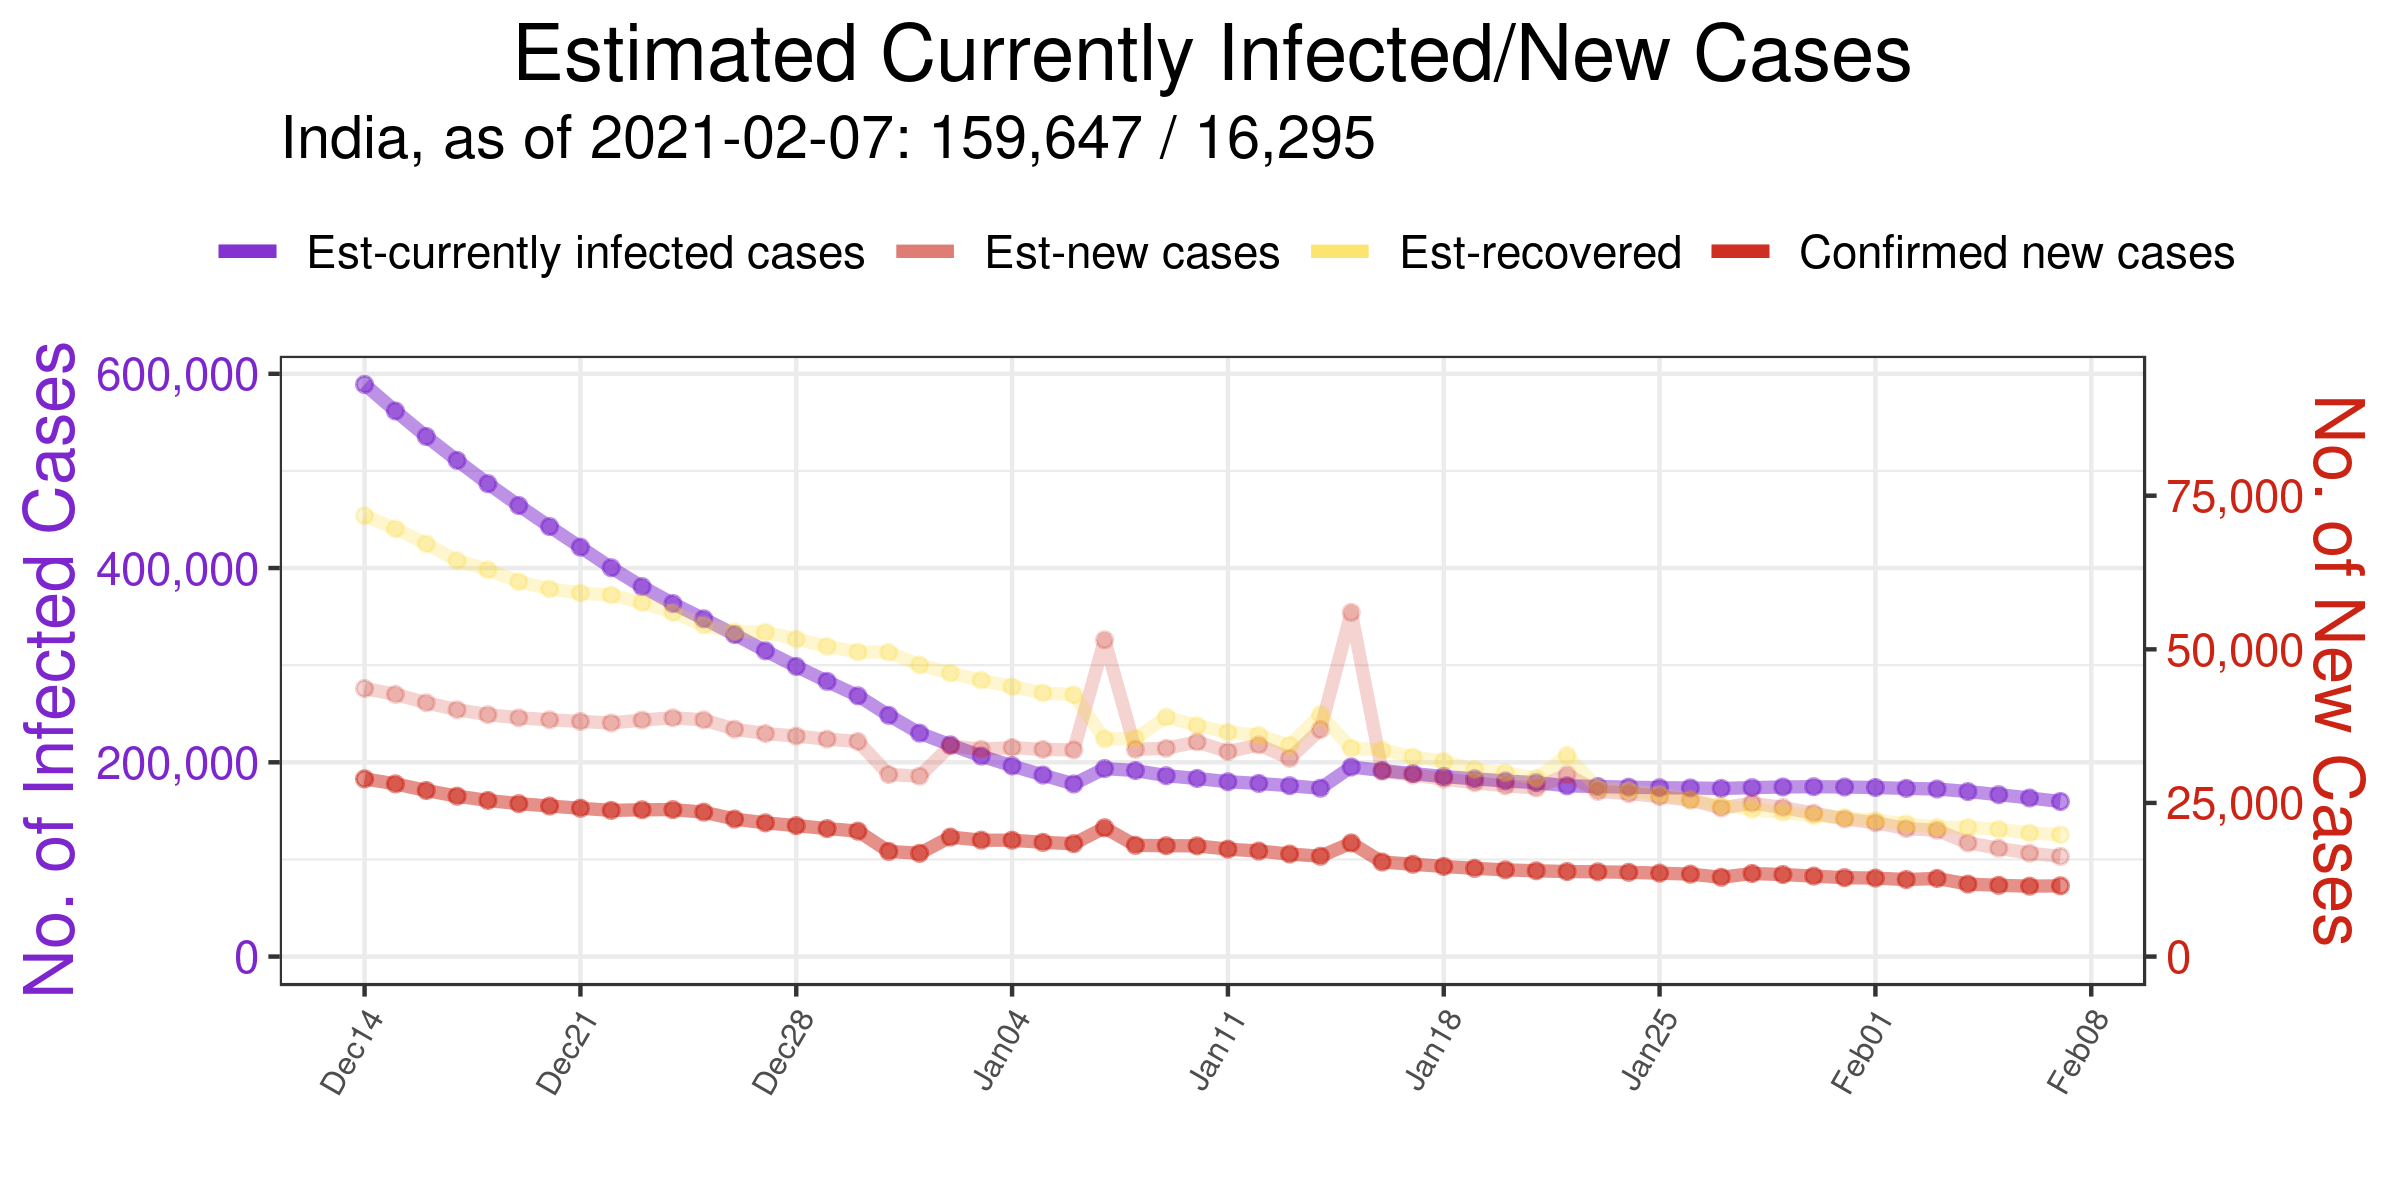 Estimated Currently Infected/New Cases
India, as of 2021-02-07: 159,647 / 16,295
Est-currently infected cases Est-new cases Est-recovered Confirmed new cases
No. of Infected Cases
600,000
400,000
200,000
0
75,000
50,000
25,000
0
No. of New Cases
Dec14 Dec21 Dec28 Jan04 Jan11 Jan18 Jan25 Feb01 Feb08